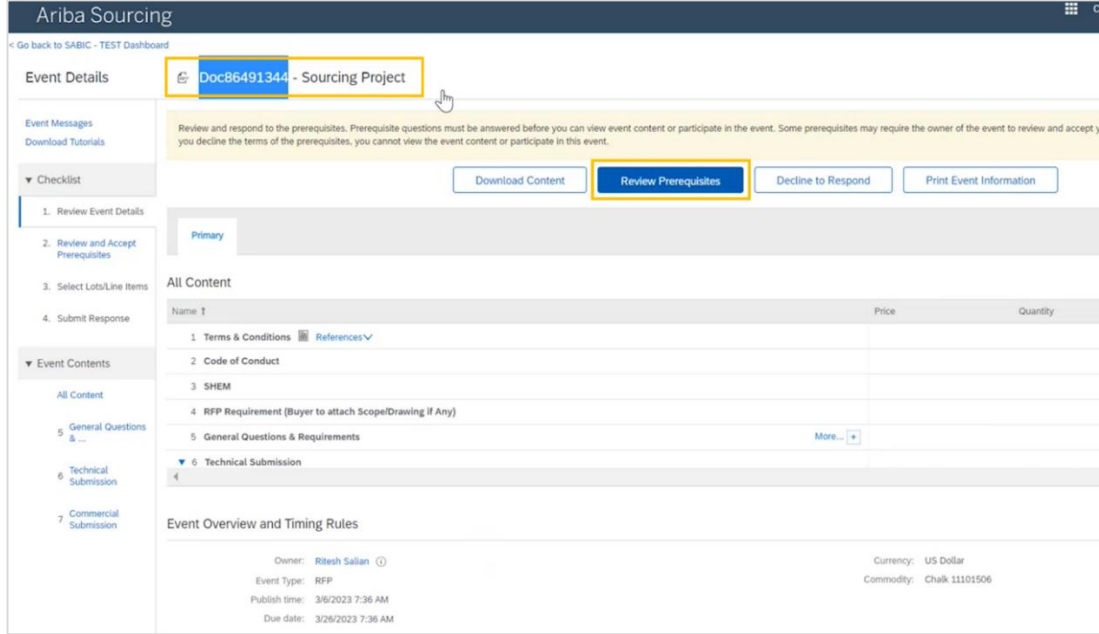 Ariba Sourcing
< Go back to SABIC - TEST Dashboard
Event Details
Doc86491344 - Sourcing Project
Event Messages
Download Tutorials
Review and respond to the prerequisites. Prerequisite questions must be answered before you can view event content or participate in the event. Some prerequisites may require the owner of the event to review and accept
you decline the terms of the prerequisites, you cannot view the event content or participate in this event.
Download Content
Review Prerequisites
Decline to Respond
Print Event Information
▼ Checklist
1. Review Event Details
2. Review and Accept
Prerequisites
3. Select Lots/Line Items
4. Submit Response
▼ Event Contents
All Content
5 General Questions
& ...
6 Technical
Submission
7 Commercial
Submission
Primary
All Content
Name ↑ Price Quantity
1 Terms & Conditions References
2 Code of Conduct
3 SHEM
4 RFP Requirement (Buyer to attach Scope/Drawing if Any)
5 General Questions & Requirements More... +
▼ 6 Technical Submission
Event Overview and Timing Rules
Owner: Ritesh Salian
Event Type: RFP
Publish time: 3/6/2023 7:36 AM
Due date: 3/26/2023 7:36 AM
Currency: US Dollar
Commodity: Chalk 11101506